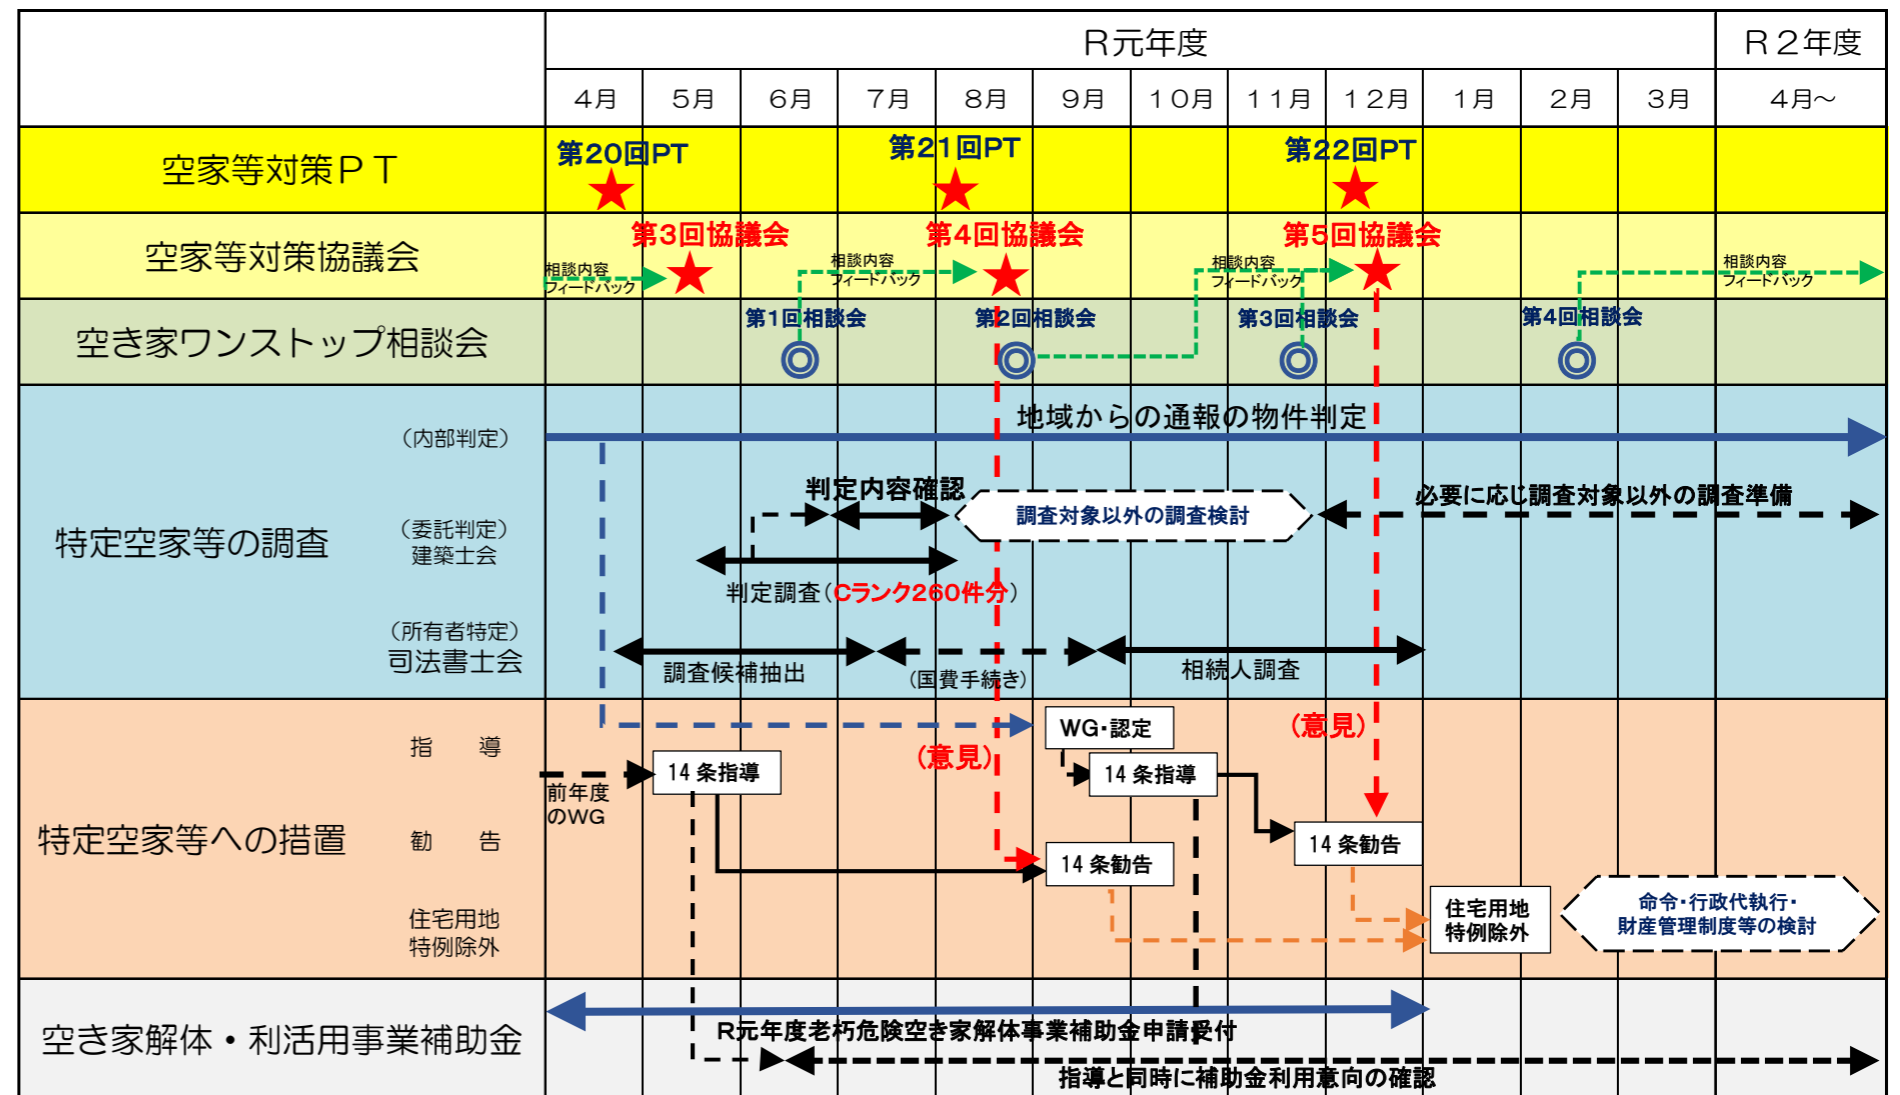 R元年度
R2年度
4月
5月
6月
7月
8月
9月
10月
11月
12月
1月
2月
3月
4月～
空家等対策PT
第20回PT
第21回PT
第22回PT
空家等対策協議会
第3回協議会
第4回協議会
第5回協議会
相談内容
フィードバック
相談内容
フィードバック
相談内容
フィードバック
相談内容
フィードバック
空き家ワンストップ相談会
第1回相談会
第2回相談会
第3回相談会
第4回相談会
特定空家等の調査
（内部判定）
地域からの通報の物件判定
（委託判定）
建築士会
判定内容確認
調査対象以外の調査検討
必要に応じ調査対象以外の調査準備
判定調査（Cランク260件分）
（所有者特定）
司法書士会
調査候補抽出
(国費手続き)
相続人調査
特定空家等への措置
指　導
前年度
のWG
14条指導
(意見)
WG・認定
14条指導
(意見)
勧　告
14条勧告
14条勧告
住宅用地
特例除外
住宅用地
特例除外
命令・行政代執行・
財産管理制度等の検討
空き家解体・利活用事業補助金
R元年度老朽危険空き家解体事業補助金申請受付
指導と同時に補助金利用意向の確認